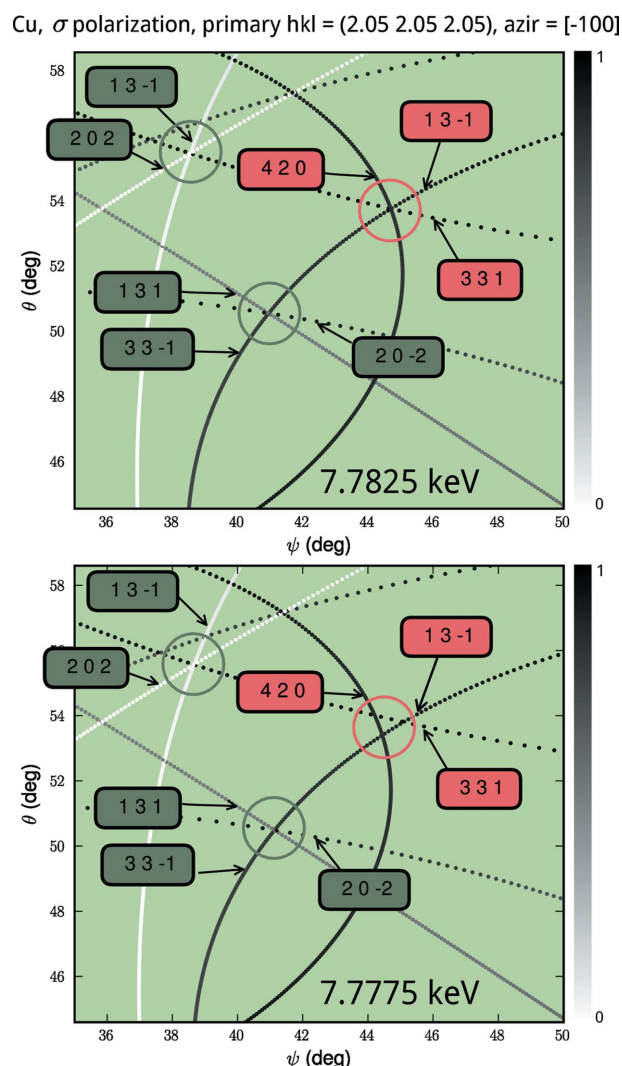 Cu, σ polarization, primary hkl = (2.05 2.05 2.05), azir = [-100]
58
56
54
52
50
48
46
θ (deg)
1 3 -1
2 0 2
4 2 0
1 3 -1
3 3 1
1 3 1
3 3 -1
2 0 -2
7.7825 keV
1
0
36 38 40 42 44 46 48 50
ψ (deg)
58
54
52
50
48
46
θ (deg)
1 3 -1
2 0 2
4 2 0
1 3 -1
3 3 1
1 3 1
3 3 -1
2 0 -2
7.7775 keV
1
0
36 38 40 42 44 46 48 50
ψ (deg)